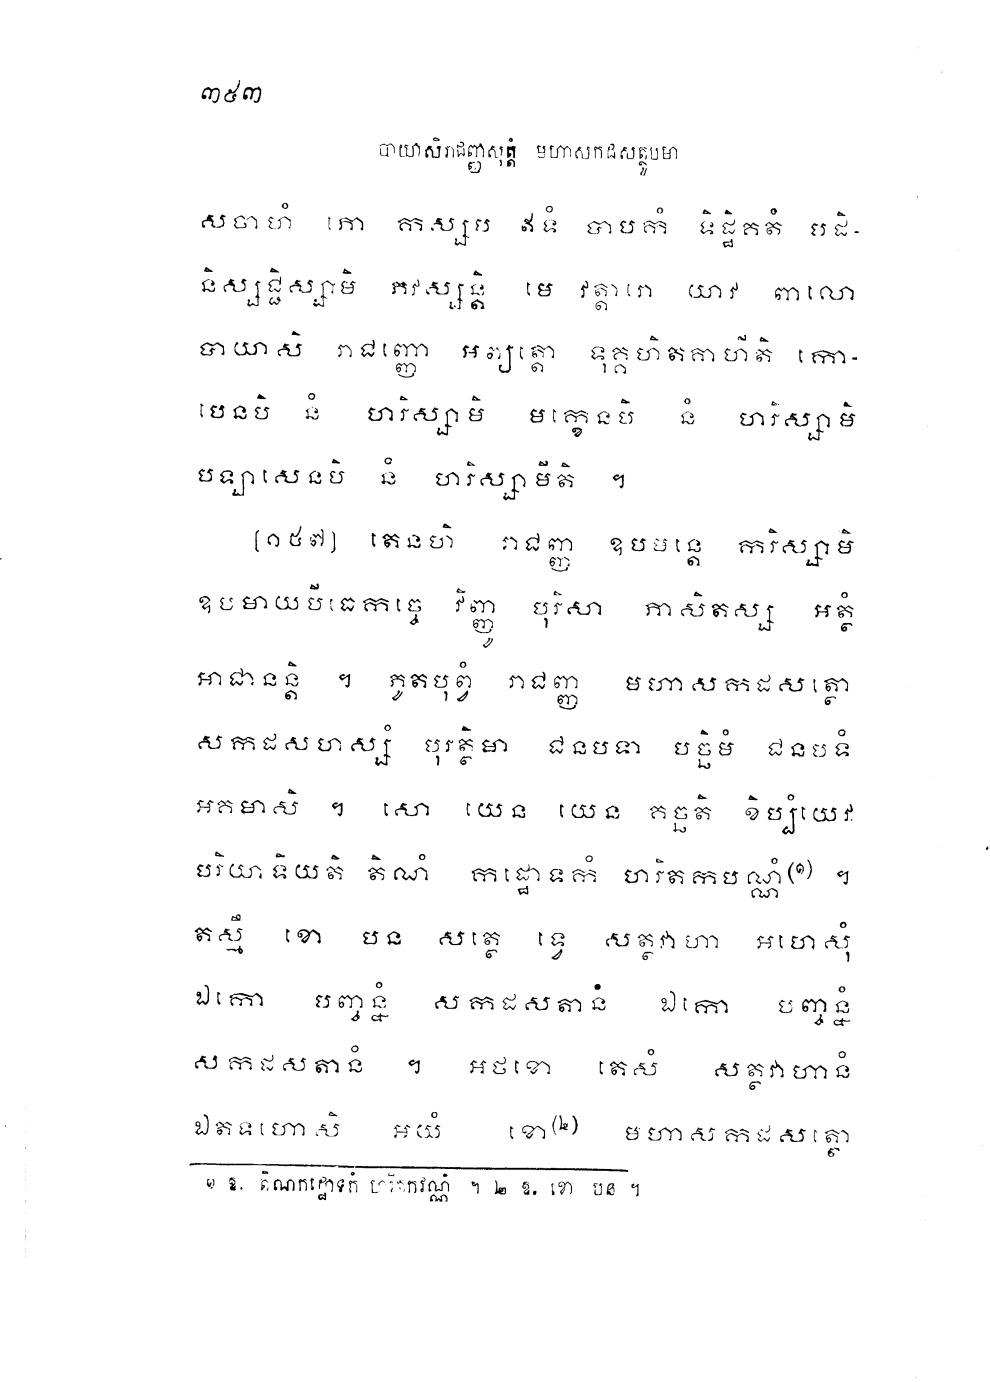 ៣៥៣
បាយាសិរាជញ្ញសុត្តំ មហាសកដសត្ថូបមា
សចាហំ ភោ កស្សប ឥទំ បាបកំ ទិដ្ឋិគតំ បដិ-
និស្សជ្ជិស្សាមិ ភវស្សន្តិ មេ វត្តារោ យាវ ពាលោ
បាយាសិ រាជញ្ញោ អព្យត្តោ ទុគ្គហិតគាហីតិ កោ-
បេនបិ នំ ហរិស្សាមិ មក្ខេនបិ នំ ហរិស្សាមិ
បឡាសេនបិ នំ ហរិស្សាមីតិ ។
[១៥៧] តេនហិ រាជញ្ញ ឧបបន្តេ ករិស្សាមិ
ឧបមាយបិធេកច្ចេ វិញ្ញូ បុរិសា ភាសិតស្ស អត្ថំ
អាជានន្តិ ។ ភូតបុព្វំ រាជញ្ញ មហាសកដសត្ថោ
សកដសហស្សំ បុរត្ថិមា ជនបទា បច្ឆិមំ ជនបទំ
អគមាសិ ។ សោ យេន យេន គច្ឆតិ ខិប្បំយេវ
បរិយាទិយតិ តិណំ កដ្ឋោទកំ ហរិតកបណ្ណំ(១) ។
តស្មឹ ខោ បន សត្ថេ ទ្វេ សត្ថវាហា អហេសុំ
ឯកោ បញ្ចន្នំ សកដសតានំ ឯកោ បញ្ចន្នំ
សកដសតានំ ។ អថខោ តេសំ សត្ថវាហានំ
ឯតទហោសិ អយំ ខោ(២) មហាសកដសត្ថោ
១ ឱ. តិណកដ្ឋោទកំ ហរិតកវណ្ណំ ។ ២ ឱ. ខោ បន ។